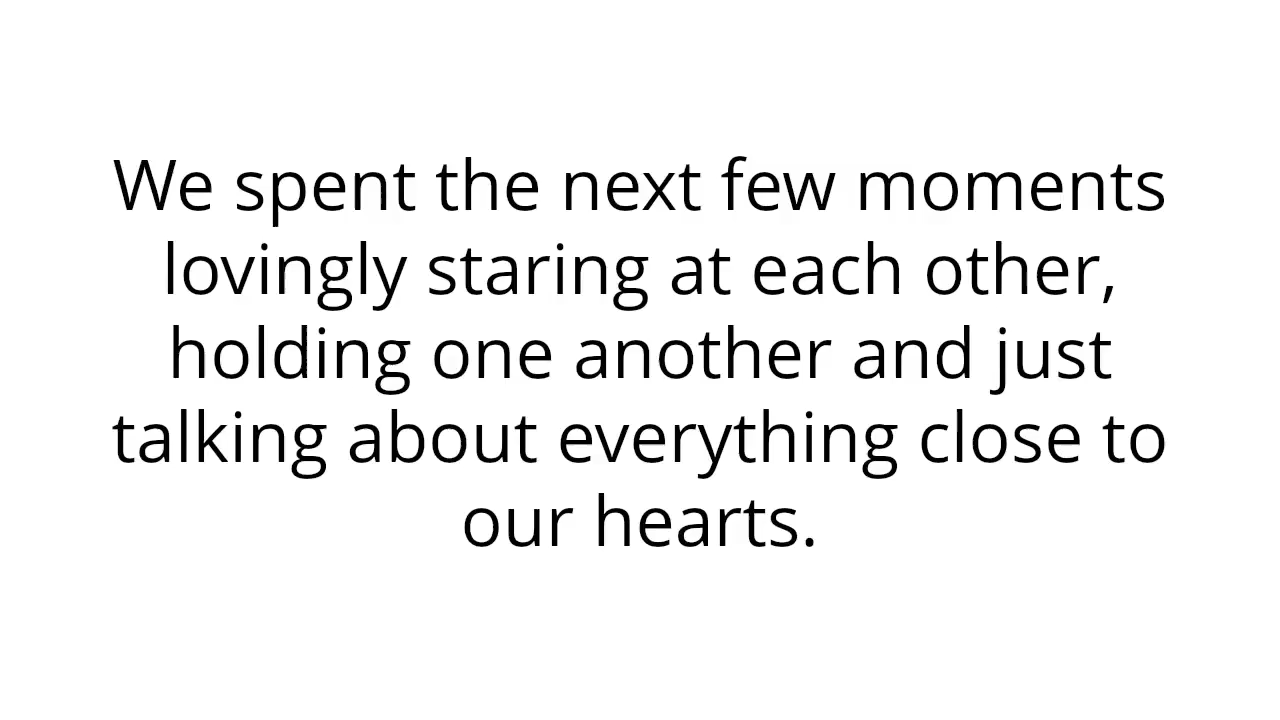 We spent the next few moments
lovingly staring at each other,
holding one another and just
talking about everything close to
our hearts.